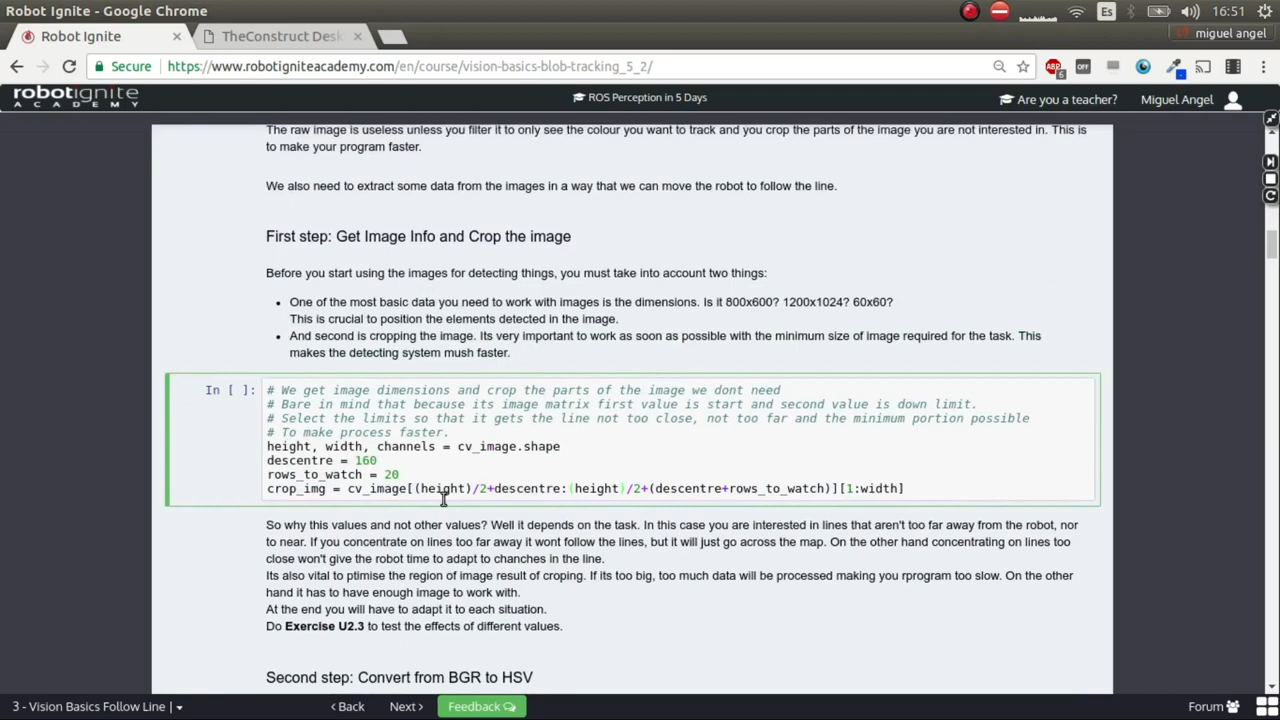 Robot Ignite - Google Chrome
Es
16:51
Robot Ignite
TheConstruct Desk
miguel angel
Secure
https://www.robotigniteacademy.com/en/course/vision-basics-blob-tracking_5_2/
ABP
6
OFF
robotignite
ACADEMY
ROS Perception in 5 Days
Are you a teacher?
Miguel Angel
The raw image is useless unless you filter it to only see the colour you want to track and you crop the parts of the image you are not interested in. This is
to make your program faster.
We also need to extract some data from the images in a way that we can move the robot to follow the line.
First step: Get Image Info and Crop the image
Before you start using the images for detecting things, you must take into account two things:
• One of the most basic data you need to work with images is the dimensions. Is it 800x600? 1200x1024? 60x60?
This is crucial to position the elements detected in the image.
• And second is cropping the image. Its very important to work as soon as possible with the minimum size of image required for the task. This
makes the detecting system mush faster.
In [ ]:
# We get image dimensions and crop the parts of the image we dont need
# Bare in mind that because its image matrix first value is start and second value is down limit.
# Select the limits so that it gets the line not too close, not too far and the minimum portion possible
# To make process faster.
height, width, channels = cv_image.shape
descentre = 160
rows_to_watch = 20
crop_img = cv_image[(height)/2+descentre:(height)/2+(descentre+rows_to_watch)][1:width]
So why this values and not other values? Well it depends on the task. In this case you are interested in lines that aren't too far away from the robot, nor
to near. If you concentrate on lines too far away it wont follow the lines, but it will just go across the map. On the other hand concentrating on lines too
close won't give the robot time to adapt to chanches in the line.
Its also vital to ptimise the region of image result of croping. If its too big, too much data will be processed making you rprogram too slow. On the other
hand it has to have enough image to work with.
At the end you will have to adapt it to each situation.
Do Exercise U2.3 to test the effects of different values.
Second step: Convert from BGR to HSV
3 - Vision Basics Follow Line |
Back
Next
Feedback
Forum